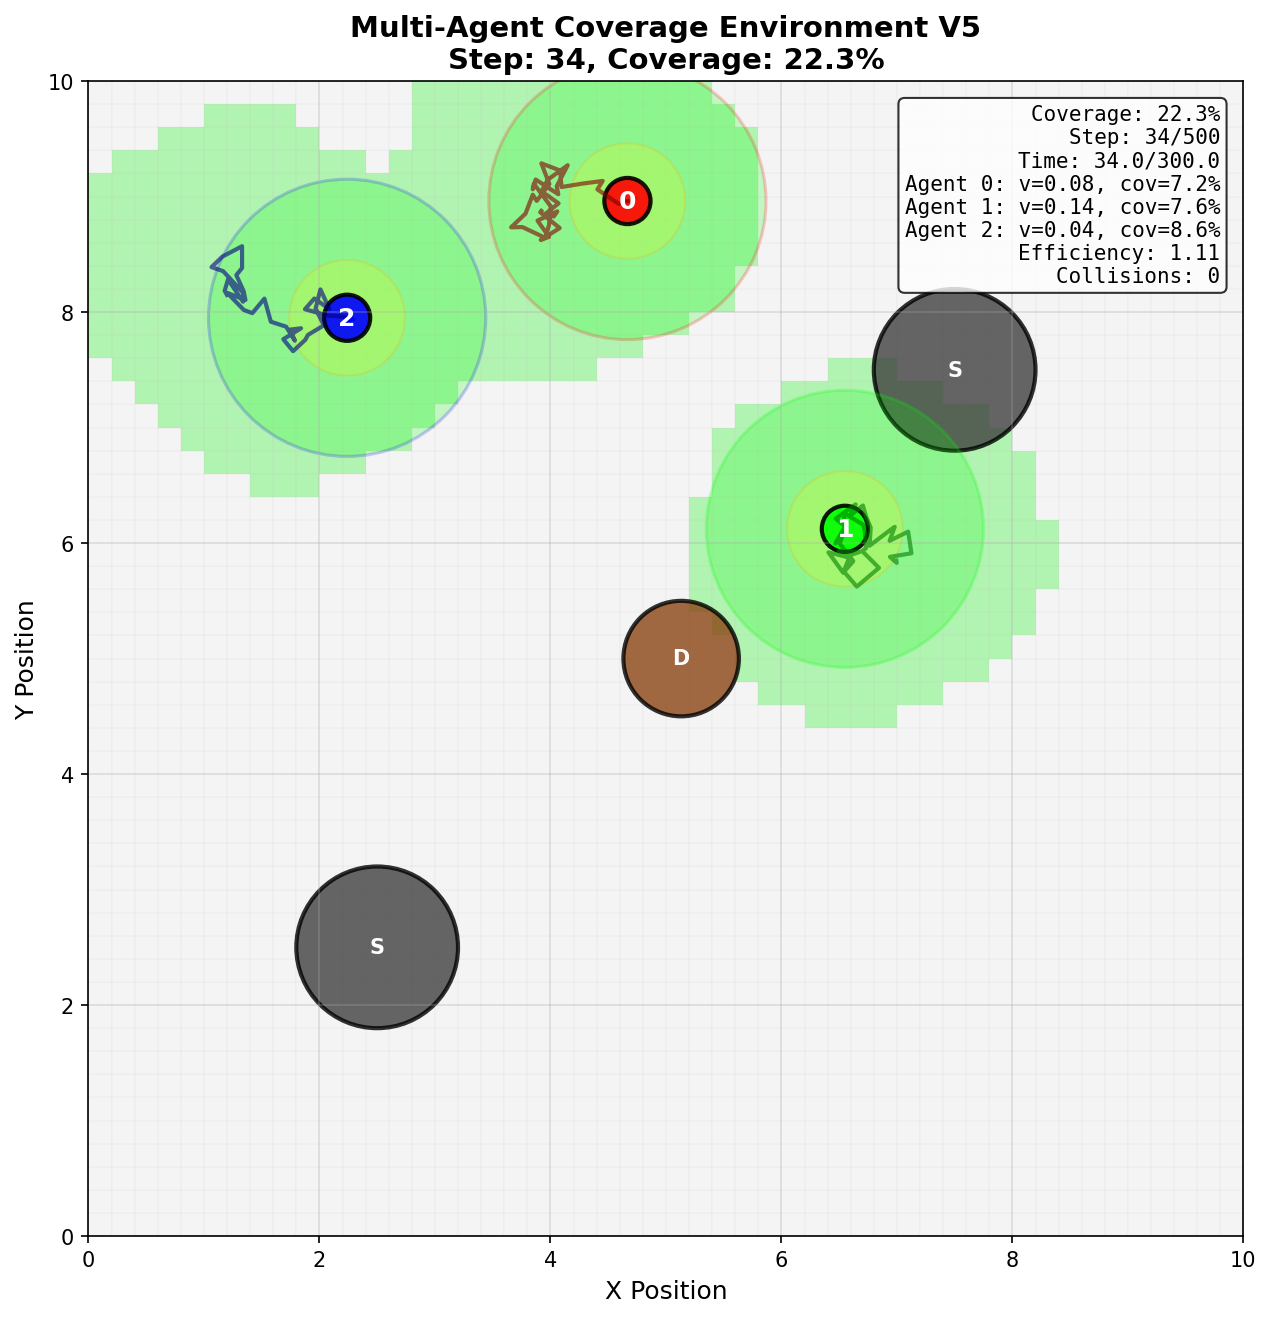 Multi-Agent Coverage Environment V5
Step: 34, Coverage: 22.3%
Coverage: 22.3%
Step: 34/500
Time: 34.0/300.0
Agent 0: v=0.08, cov=7.2%
Agent 1: v=0.14, cov=7.6%
Agent 2: v=0.04, cov=8.6%
Efficiency: 1.11
Collisions: 0
10
8
6
4
2
0
Y Position
0
2
1
S
D
S
0 2 4 6 8 10
X Position